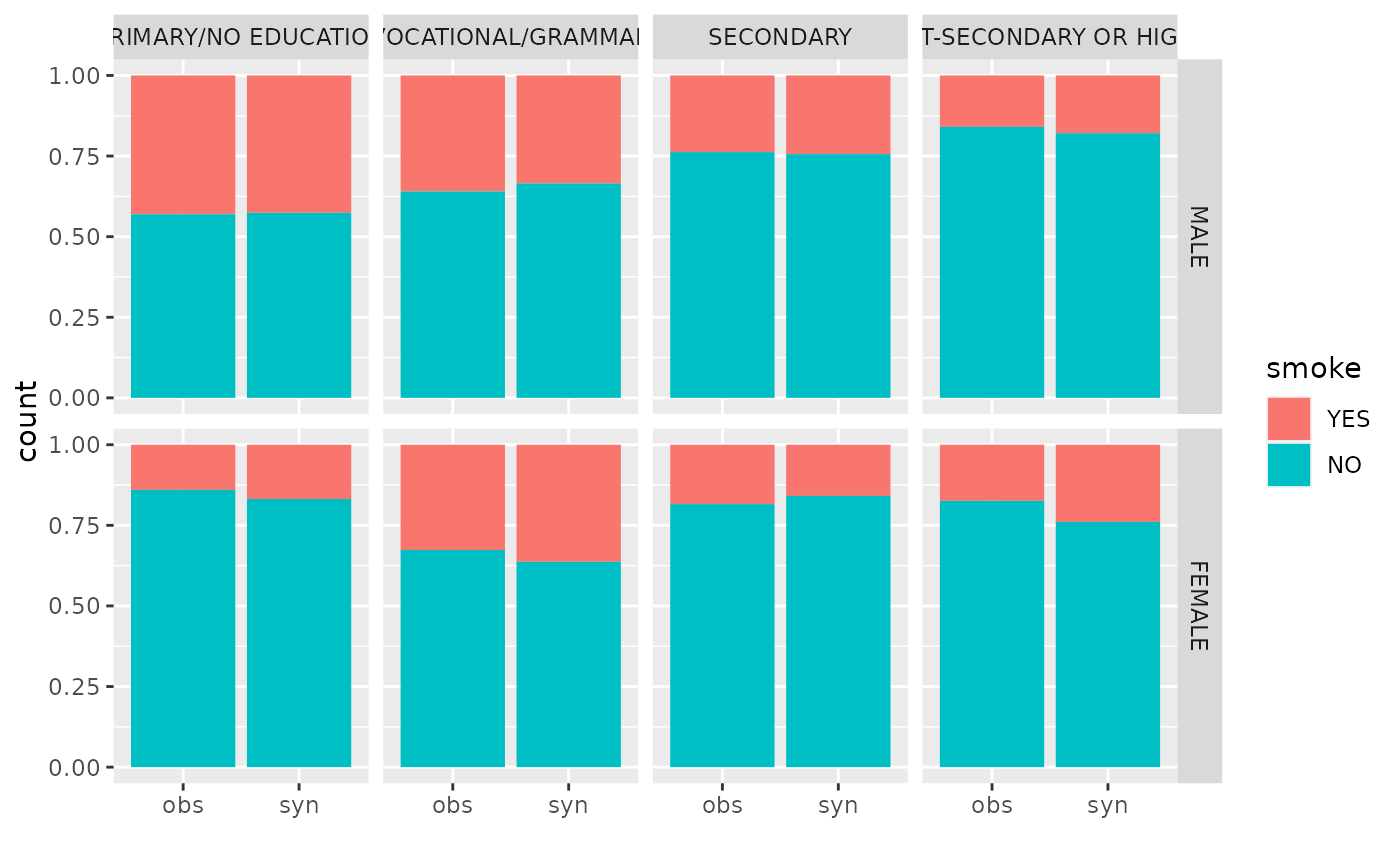 RIMARY/NO EDUCATIO VOCATIONAL/GRAMMAR SECONDARY T-SECONDARY OR HIG
1.00
0.75
0.50
0.25
0.00
MALE
1.00
0.75
0.50
0.25
0.00
FEMALE
count
obs syn obs syn obs syn obs syn
smoke
YES
NO